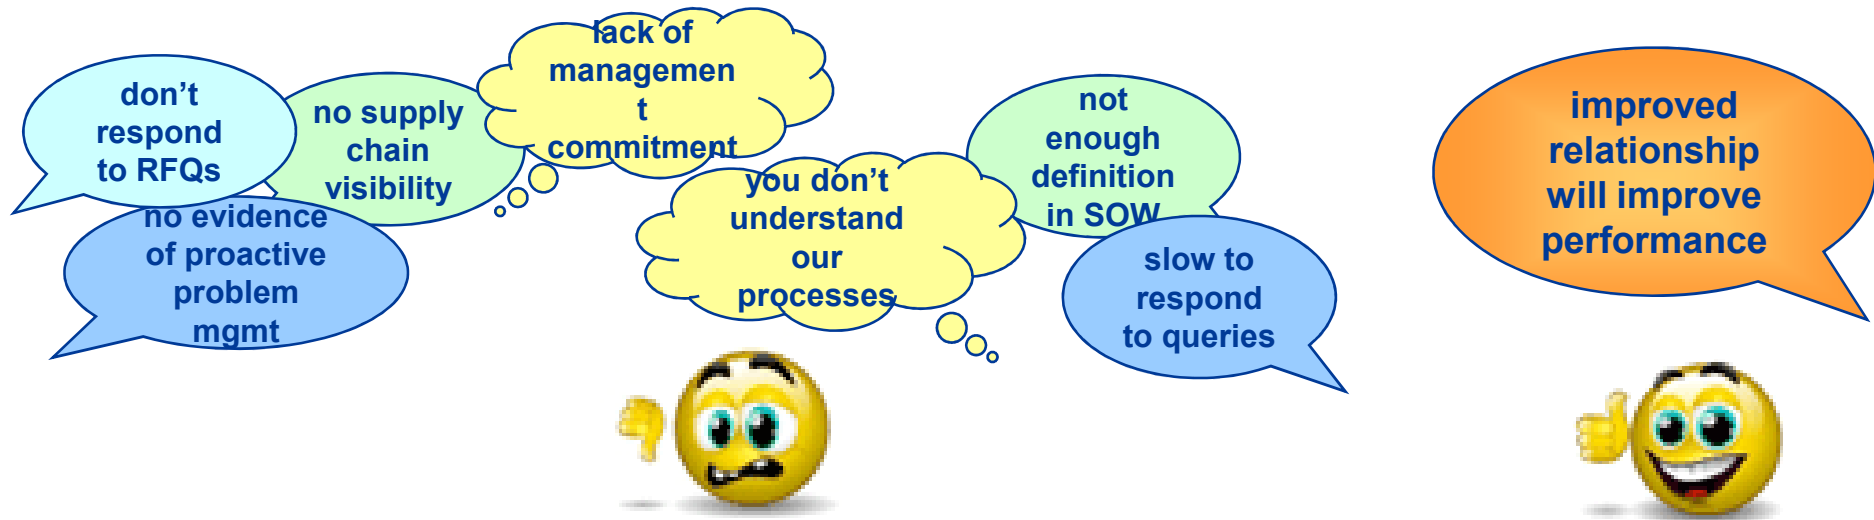 don’t
respond
to RFQs
no supply
chain
visibility
no evidence
of proactive
problem
mgmt
lack of
managemen
t
commitment
you don’t
understand
our
processes
not
enough
definition
in SOW
slow to
respond
to queries
improved
relationship
will improve
performance